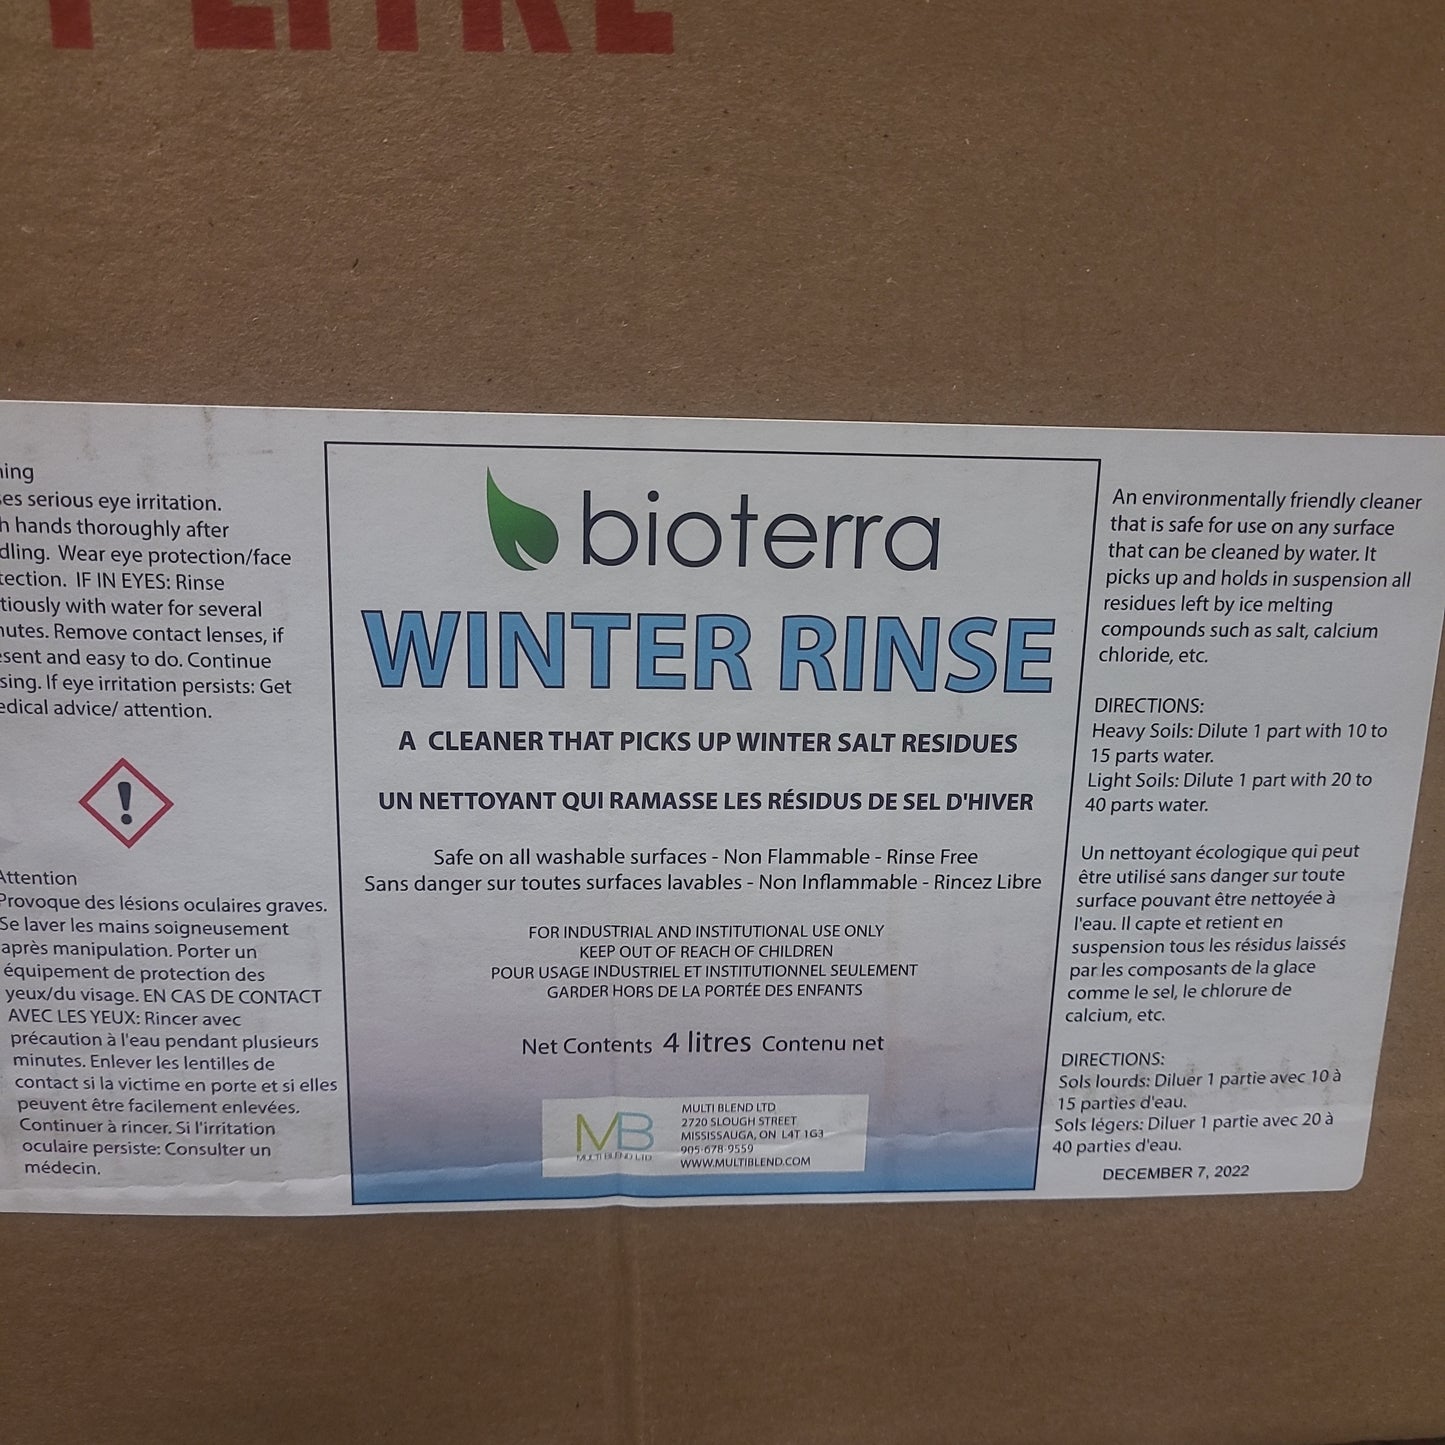 LITRE
ing
es serious eye irritation.
h hands thoroughly after
dling. Wear eye protection/face
tection. IF IN EYES: Rinse
tiously with water for several
nutes. Remove contact lenses, if
esent and easy to do. Continue
sing. If eye irritation persists: Get
edical advice/ attention.
Attention
Provoque des lésions oculaires graves.
Se laver les mains soigneusement
après manipulation. Porter un
équipement de protection des
yeux/du visage. EN CAS DE CONTACT
AVEC LES YEUX: Rincer avec
précaution à l'eau pendant plusieurs
minutes. Enlever les lentilles de
contact si la victime en porte et si elles
peuvent être facilement enlevées.
Continuer à rincer. Si l'irritation
oculaire persiste: Consulter un
médecin.
bioterra
WINTER RINSE
A CLEANER THAT PICKS UP WINTER SALT RESIDUES
UN NETTOYANT QUI RAMASSE LES RÉSIDUS DE SEL D'HIVER
Safe on all washable surfaces - Non Flammable - Rinse Free
Sans danger sur toutes surfaces lavables - Non Inflammable - Rincez Libre
FOR INDUSTRIAL AND INSTITUTIONAL USE ONLY
KEEP OUT OF REACH OF CHILDREN
POUR USAGE INDUSTRIEL ET INSTITUTIONNEL SEULEMENT
GARDER HORS DE LA PORTÉE DES ENFANTS
Net Contents 4 litres Contenu net
MB
MULTI BLEND LTD
MULTI BLEND LTD
2720 SLOUGH STREET
MISSISSAUGA, ON L4T 1G3
905-678-9559
WWW.MULTIBLEND.COM
An environmentally friendly cleaner
that is safe for use on any surface
that can be cleaned by water. It
picks up and holds in suspension all
residues left by ice melting
compounds such as salt, calcium
chloride, etc.
DIRECTIONS:
Heavy Soils: Dilute 1 part with 10 to
15 parts water.
Light Soils: Dilute 1 part with 20 to
40 parts water.
Un nettoyant écologique qui peut
être utilisé sans danger sur toute
surface pouvant être nettoyée à
l'eau. Il capte et retient en
suspension tous les résidus laissés
par les composants de la glace
comme le sel, le chlorure de
calcium, etc.
DIRECTIONS:
Sols lourds: Diluer 1 partie avec 10 à
15 parties d'eau.
Sols légers: Diluer 1 partie avec 20 à
40 parties d'eau.
DECEMBER 7, 2022